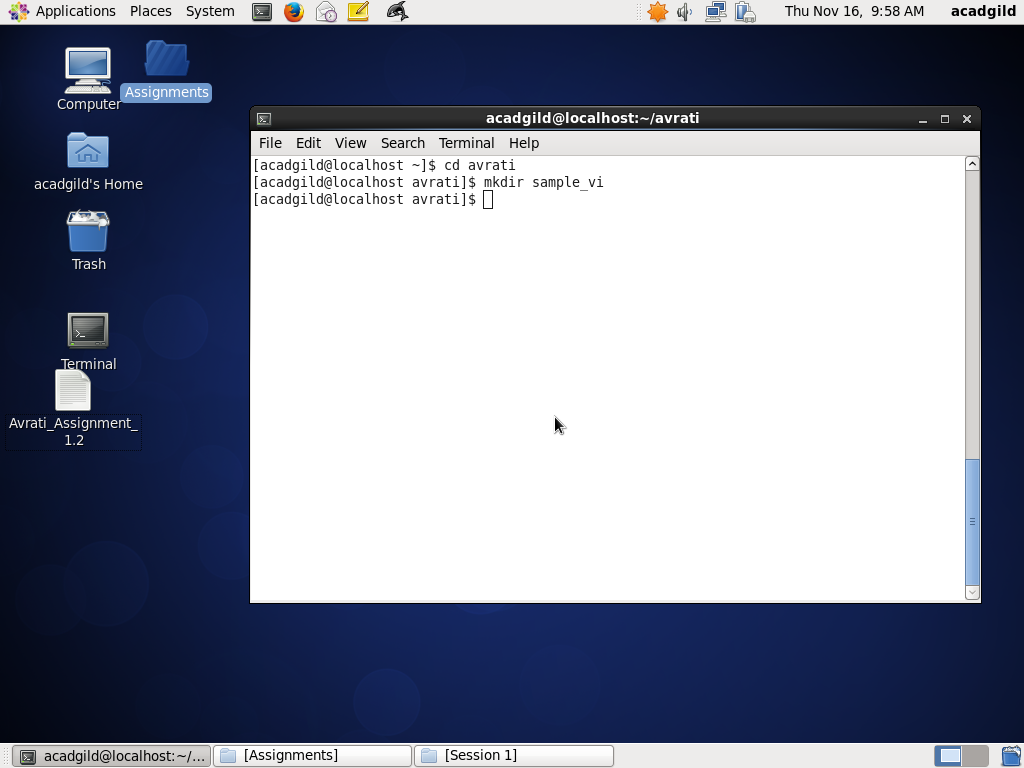 Applications Places System
Thu Nov 16, 9:58 AM acadgild
Computer
Assignments
acadgild's Home
Trash
Terminal
Avrati_Assignment_
1.2
acadgild@localhost:~/avrati
File Edit View Search Terminal Help
[acadgild@localhost ~]$ cd avrati
[acadgild@localhost avrati]$ mkdir sample_vi
[acadgild@localhost avrati]$
acadgild@localhost:~/...
[Assignments]
[Session 1]